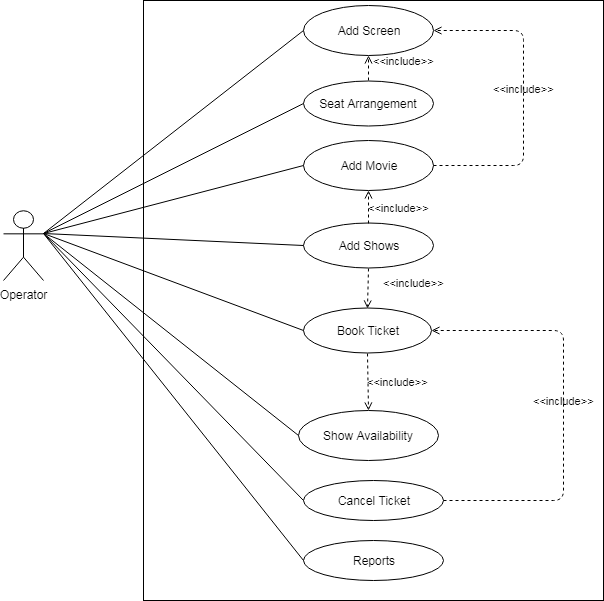 Add Screen
<<include>>
<<include>>
Seat Arrangement
Add Movie
<<include>>
Add Shows
<<include>>
Operator
Book Ticket
<<include>>
<<include>>
Show Availability
Cancel Ticket
Reports